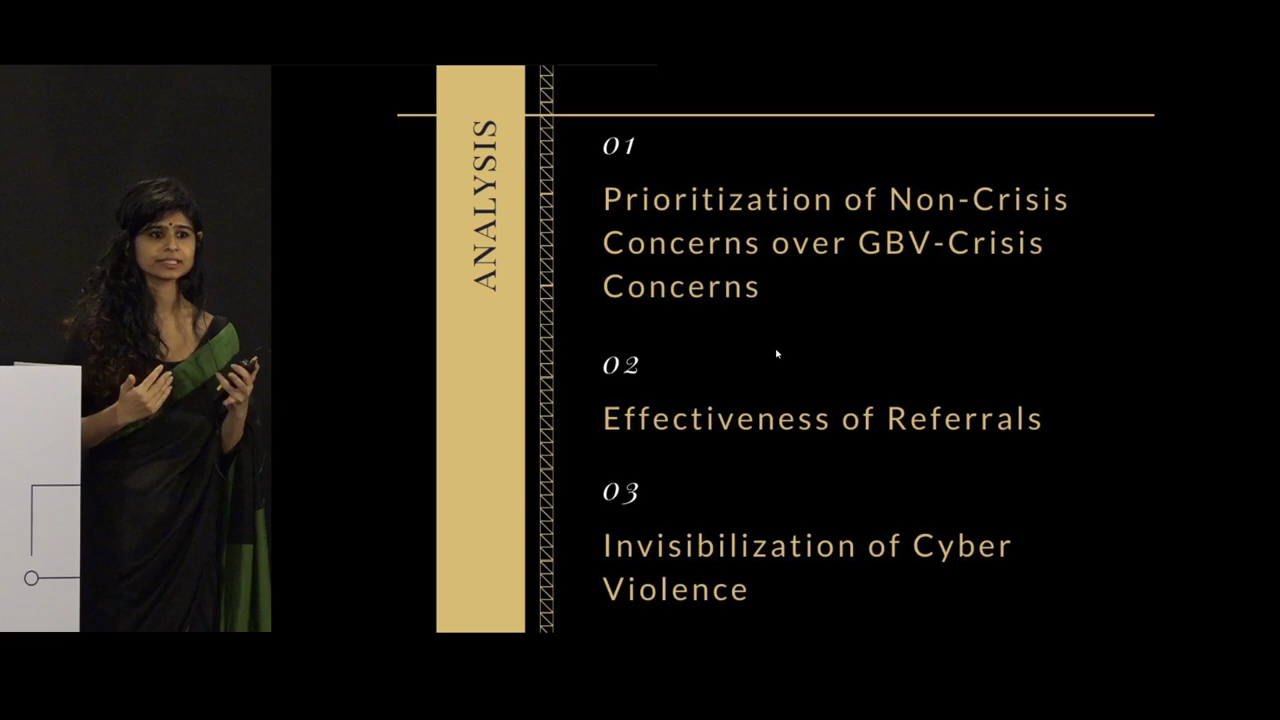 ANALYSIS
01
Prioritization of Non-Crisis
Concerns over GBV-Crisis
Concerns
02
Effectiveness of Referrals
03
Invisibilization of Cyber
Violence